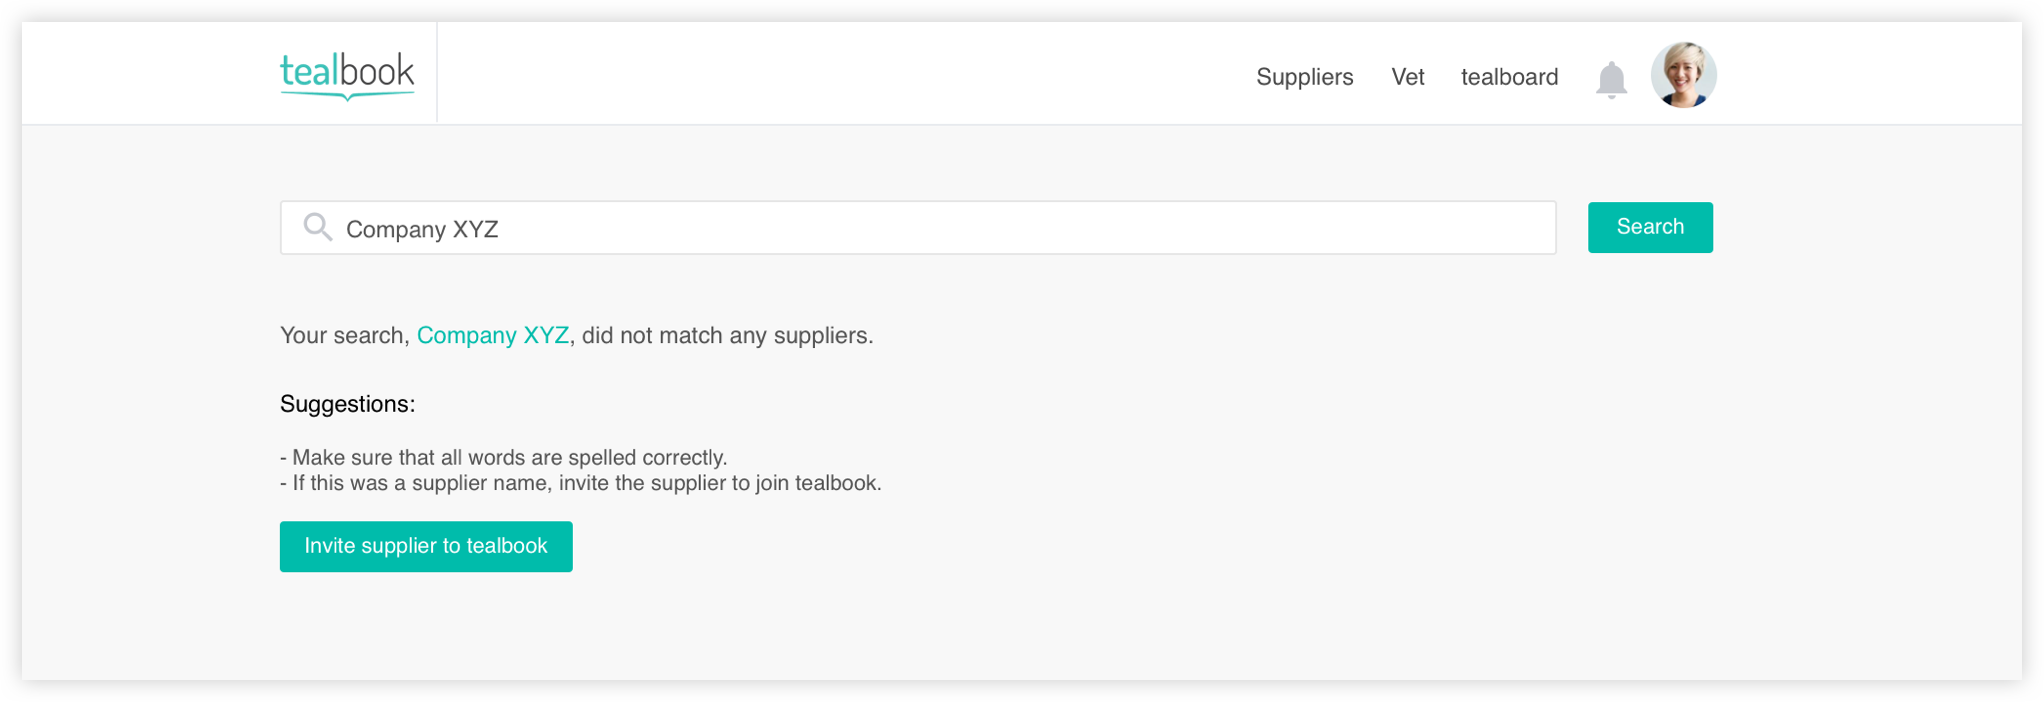 tealbook
Suppliers Vet tealboard
Company XYZ
Search
Your search, Company XYZ, did not match any suppliers.
Suggestions:
- Make sure that all words are spelled correctly.
- If this was a supplier name, invite the supplier to join tealbook.
Invite supplier to tealbook